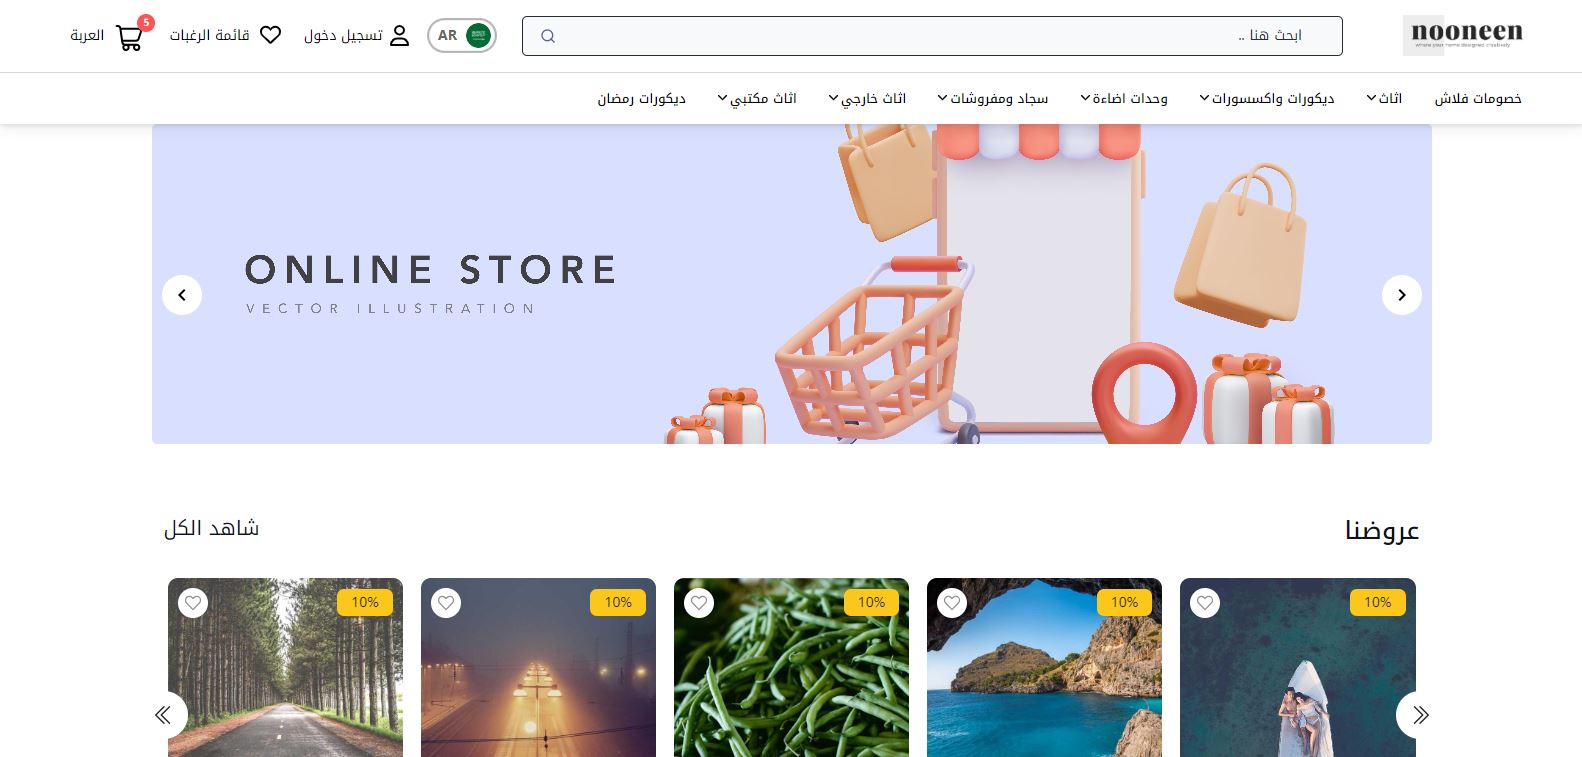 nooneen
where your home designed creatively
ابحث هنا ..
AR
تسجيل دخول
قائمة الرغبات
5
العربة
خصومات فلاش
اثاث
ديكورات واكسسورات
وحدات اضاءة
سجاد ومفروشات
اثاث خارجي
اثاث مكتبي
ديكورات رمضان
ONLINE STORE
VECTOR ILLUSTRATION
عروضنا
شاهد الكل
10%
10%
10%
10%
10%